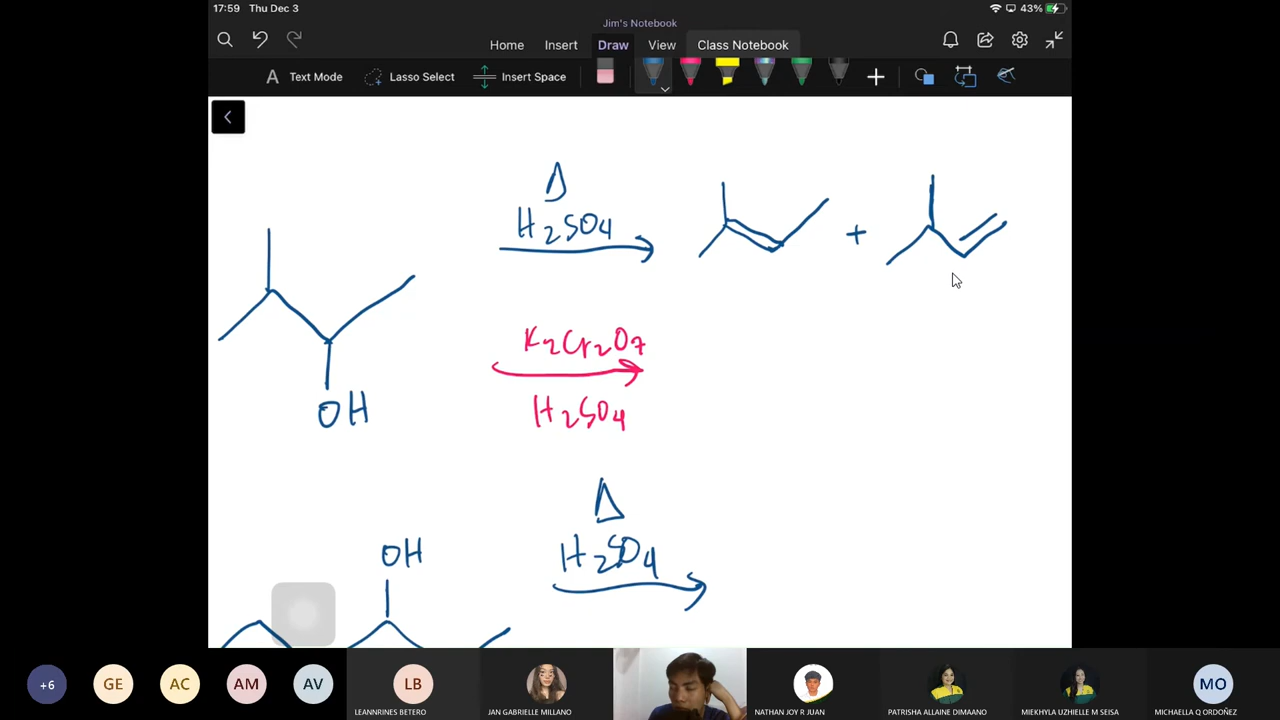 17:59 Thu Dec 3
43%
Jim's Notebook
Home Insert Draw View Class Notebook
A Text Mode Lasso Select Insert Space
Δ
H2SO4
+
OH
K2Cr2O7
H2SO4
Δ
H2SO4
OH
+6 GE AC AM AV LB MO
LEANNRINES BETERO JAN GABRIELLE MILLANO NATHAN JOY R JUAN PATRISHA ALLAINE DIMAANO MIEKHYLA UZHIELLE M SEISA MICHAELLA Q ORDOÑEZ